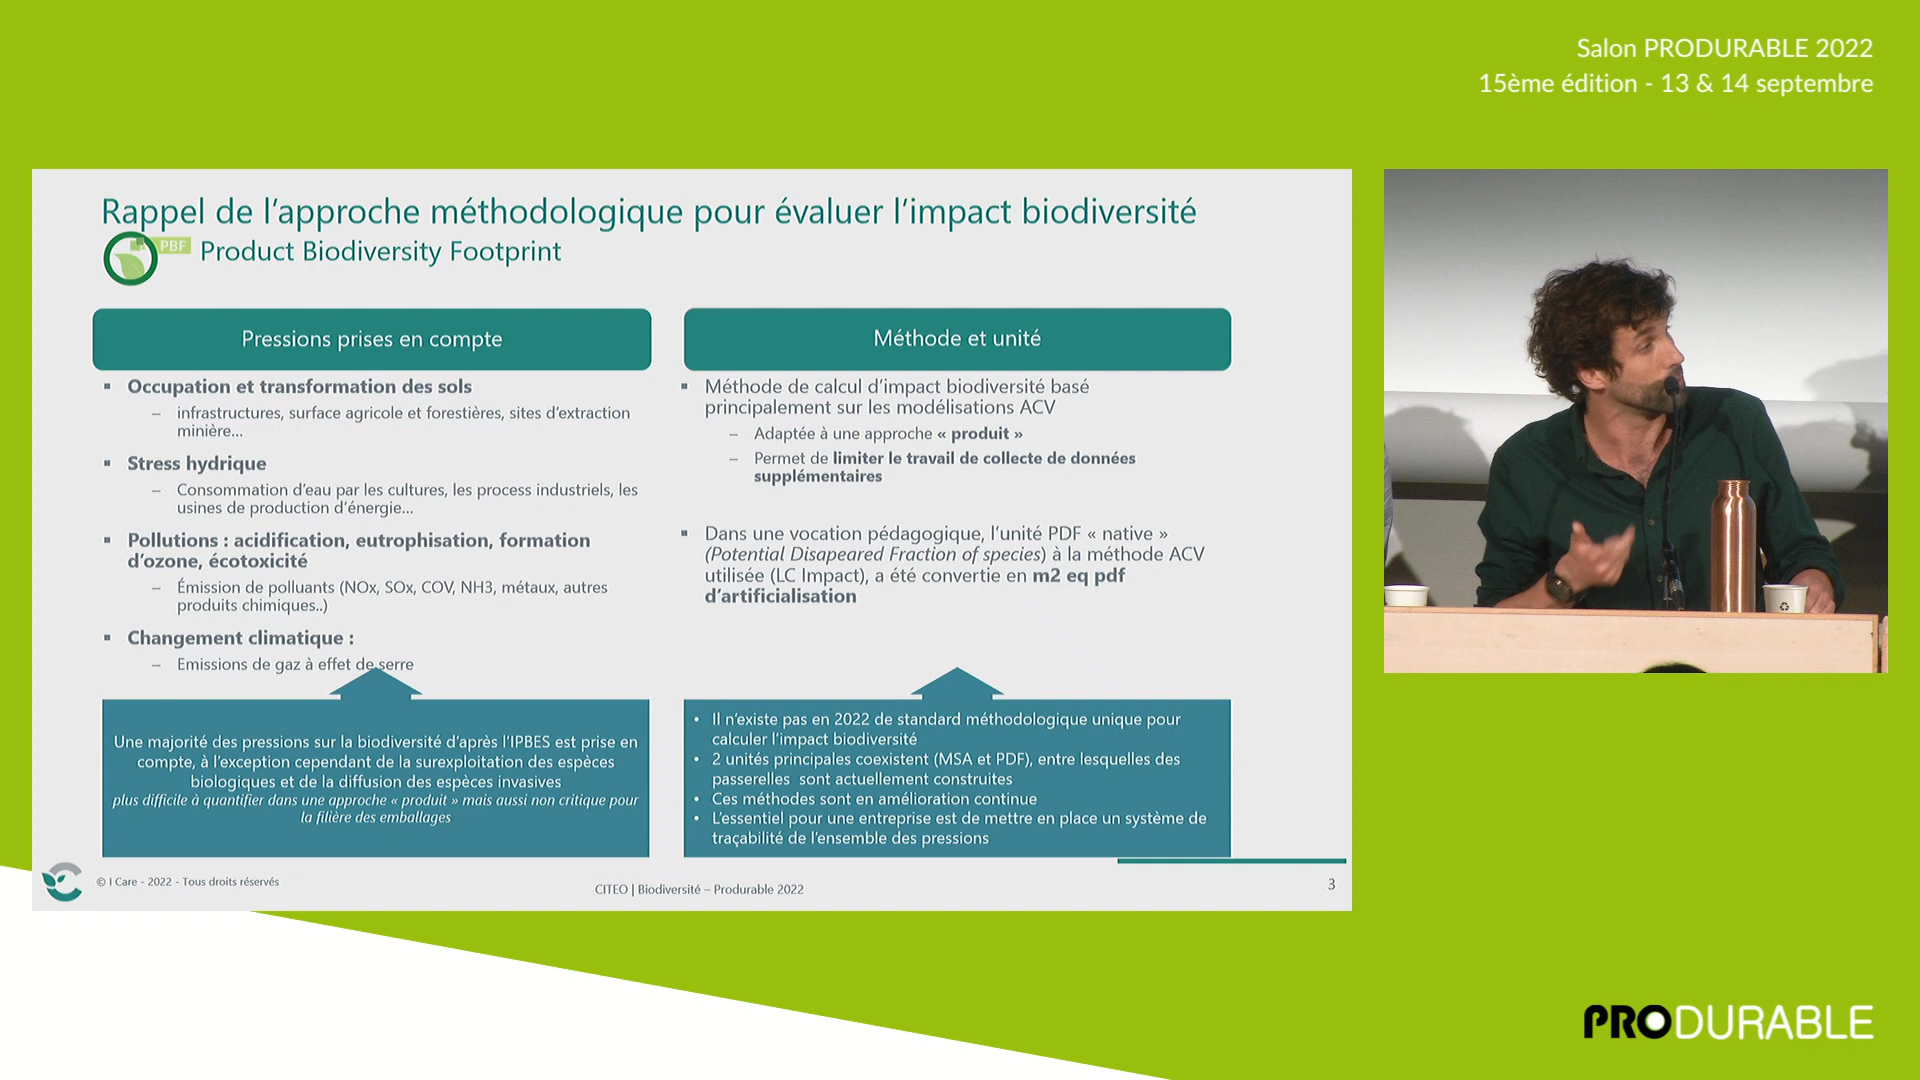 Salon PRODURABLE 2022
15ème édition - 13 & 14 septembre
Rappel de l'approche méthodologique pour évaluer l'impact biodiversité
PBF
Product Biodiversity Footprint
Pressions prises en compte
▪ Occupation et transformation des sols
– infrastructures, surface agricole et forestières, sites d'extraction
minière...
▪ Stress hydrique
– Consommation d'eau par les cultures, les process industriels, les
usines de production d'énergie...
▪ Pollutions : acidification, eutrophisation, formation
d'ozone, écotoxicité
– Émission de polluants (NOx, SOx, COV, NH3, métaux, autres
produits chimiques..)
▪ Changement climatique :
– Emissions de gaz à effet de serre
Une majorité des pressions sur la biodiversité d'après l'IPBES est prise en
compte, à l'exception cependant de la surexploitation des espèces
biologiques et de la diffusion des espèces invasives
plus difficile à quantifier dans une approche « produit » mais aussi non critique pour
la filière des emballages
Méthode et unité
▪ Méthode de calcul d'impact biodiversité basé
principalement sur les modélisations ACV
– Adaptée à une approche « produit »
– Permet de limiter le travail de collecte de données
supplémentaires
▪ Dans une vocation pédagogique, l'unité PDF « native »
(Potential Disapeared Fraction of species) à la méthode ACV
utilisée (LC Impact), a été convertie en m2 eq pdf
d'artificialisation
• Il n'existe pas en 2022 de standard méthodologique unique pour
calculer l'impact biodiversité
• 2 unités principales coexistent (MSA et PDF), entre lesquelles des
passerelles sont actuellement construites
• Ces méthodes sont en amélioration continue
• L'essentiel pour une entreprise est de mettre en place un système de
traçabilité de l'ensemble des pressions
© I Care - 2022 - Tous droits réservés
CITEO | Biodiversité – Produrable 2022
3
PRODURABLE